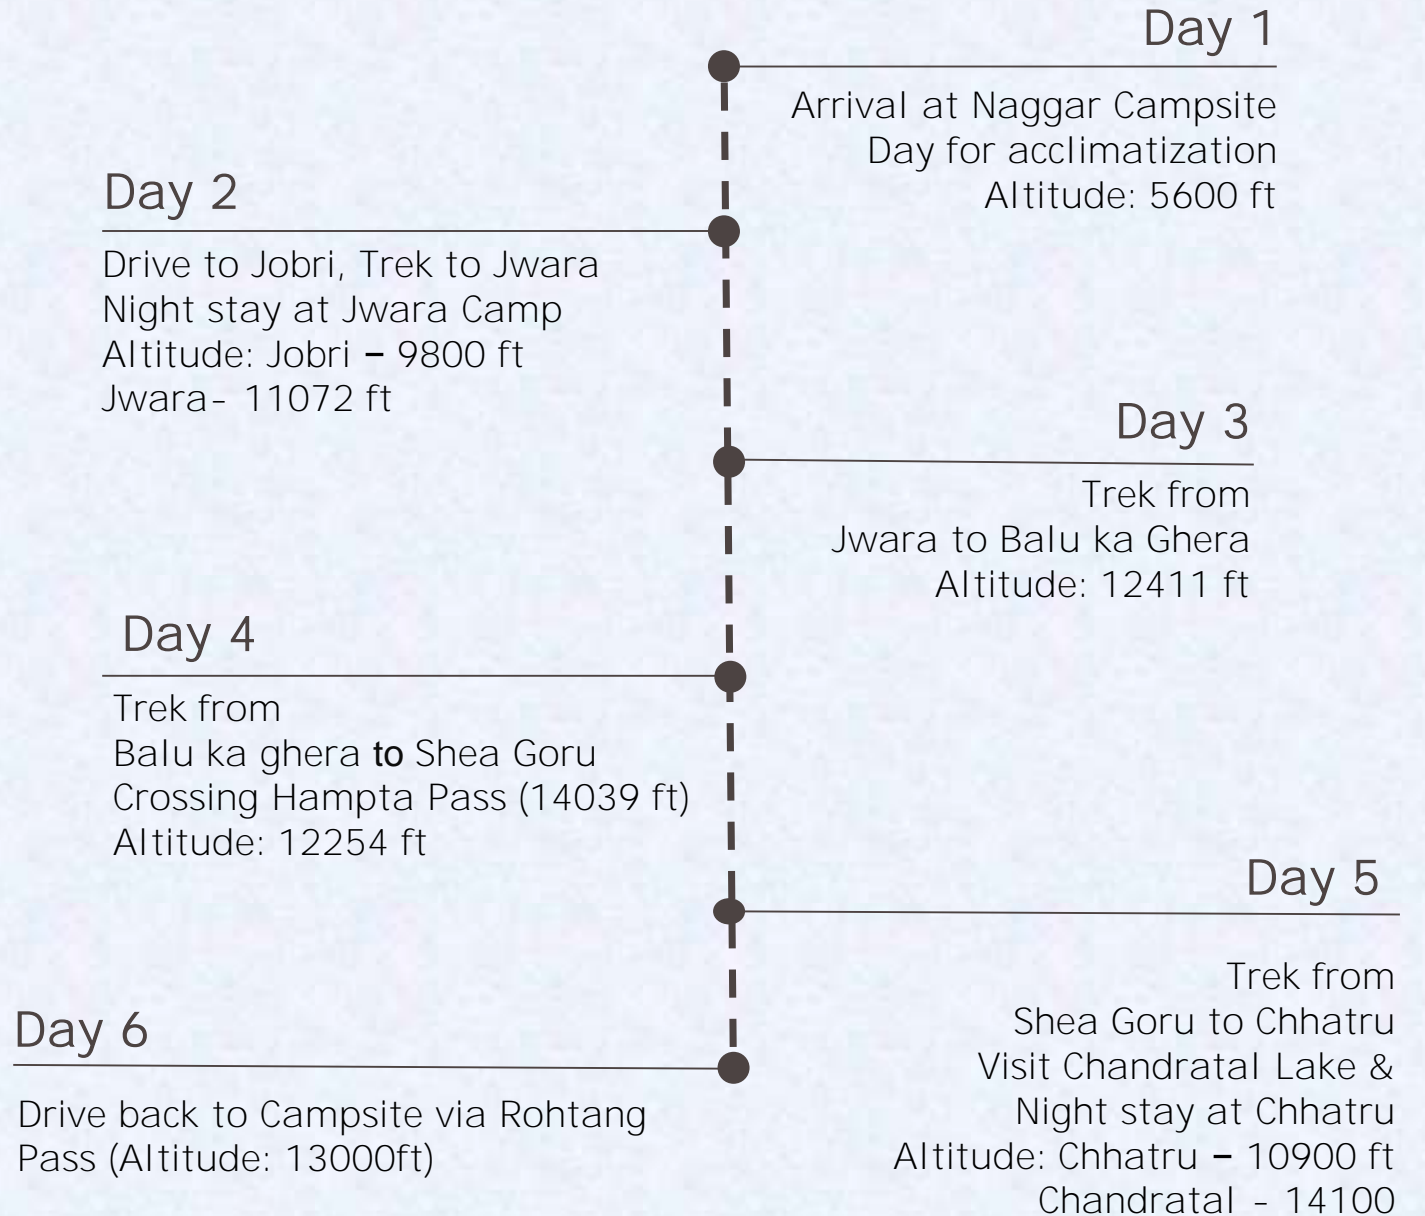 Day 1
Arrival at Naggar Campsite
Day for acclimatization
Altitude: 5600 ft
Day 2
Drive to Jobri, Trek to Jwara
Night stay at Jwara Camp
Altitude: Jobri – 9800 ft
Jwara- 11072 ft
Day 3
Trek from
Jwara to Balu ka Ghera
Altitude: 12411 ft
Day 4
Trek from
Balu ka ghera to Shea Goru
Crossing Hampta Pass (14039 ft)
Altitude: 12254 ft
Day 5
Trek from
Shea Goru to Chhatru
Visit Chandratal Lake &
Night stay at Chhatru
Altitude: Chhatru – 10900 ft
Chandratal - 14100
Day 6
Drive back to Campsite via Rohtang
Pass (Altitude: 13000ft)